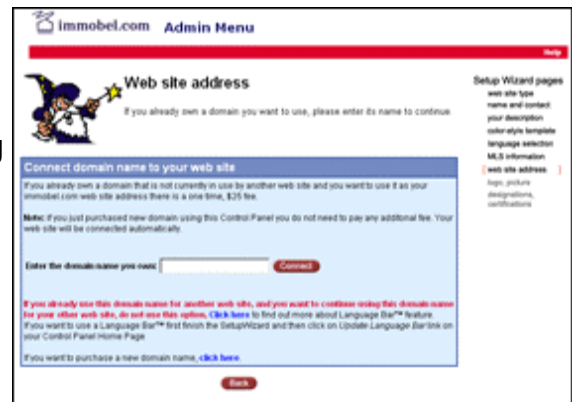 immobel.com Admin Menu
Help
Web site address
If you already own a domain you want to use, please enter its name to continue.
Setup Wizard pages
web site type
name and contact
your description
color-style template
language selection
MLS information
[ web site address ]
logo, picture
designations,
certifications
Connect domain name to your web site
If you already own a domain that is not currently in use by another web site and you want to use it as your
immobel.com web site address there is a one time, $25 fee.
Note: If you just purchased new domain using this Control Panel you do not need to pay any additional fee. Your
web site will be connected automatically.
Enter the domain name you own: Connect
If you already use this domain name for another web site, and you want to continue using this domain name
for your other web site, do not use this option, Click here to find out more about Language Bar™ feature.
If you want to use a Language Bar™ first finish the SetupWizard and then click on Update Language Bar link on
your Control Panel Home Page
If you want to purchase a new domain name, click here.
Back